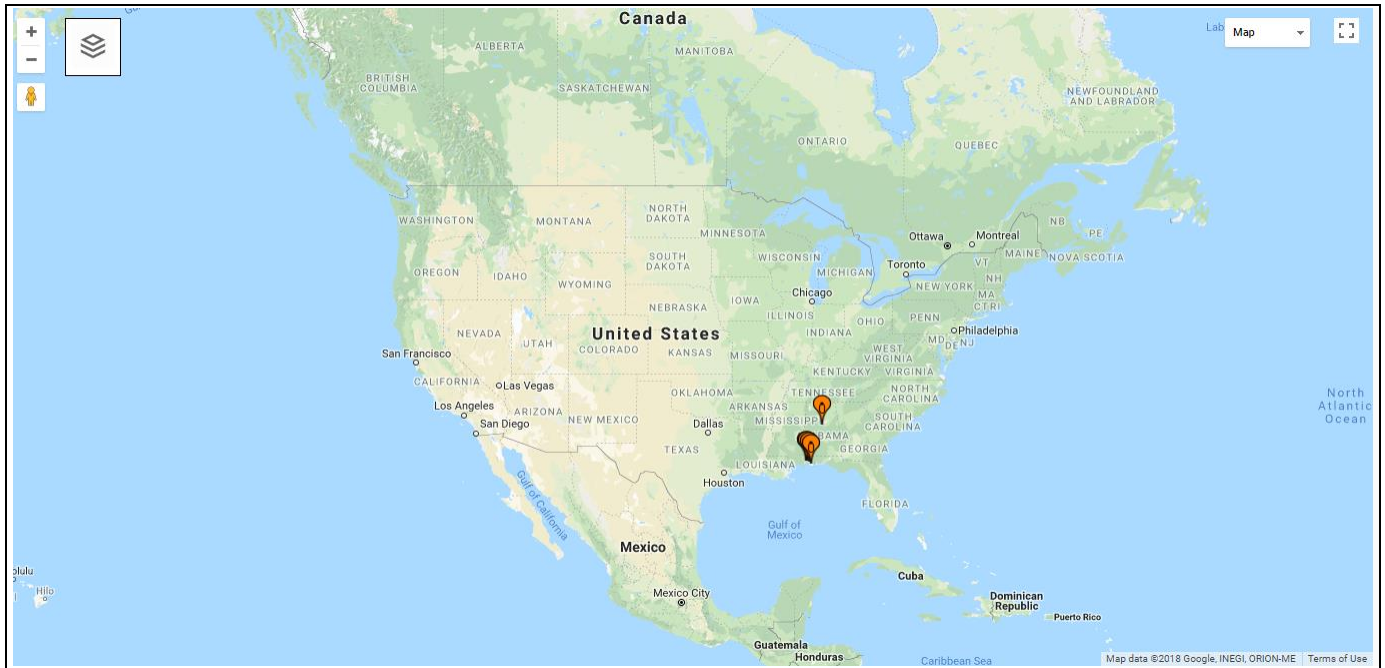 Canada
Lab
Map
+
−
ALBERTA
MANITOBA
BRITISH
COLUMBIA
SASKATCHEWAN
NEWFOUNDLAND
AND LABRADOR
ONTARIO
QUEBEC
WASHINGTON
MONTANA
NORTH
DAKOTA
MINNESOTA
Ottawa
Montreal
NB
PE
MAINE
NOVA SCOTIA
OREGON
IDAHO
SOUTH
DAKOTA
WISCONSIN
MICHIGAN
Toronto
VT
NH
WYOMING
Chicago
NEW YORK
MA
CT RI
NEBRASKA
IOWA
ILLINOIS
INDIANA
OHIO
PENN
NEVADA
UTAH
United States
COLORADO
KANSAS
MISSOURI
WEST
VIRGINIA
MD
DE
NJ
Philadelphia
San Francisco
CALIFORNIA
Las Vegas
KENTUCKY
VIRGINIA
Los Angeles
ARIZONA
NEW MEXICO
OKLAHOMA
ARKANSAS
TENNESSEE
NORTH
CAROLINA
North
Atlantic
Ocean
San Diego
Dallas
MISSISSIPP
BAMA
SOUTH
CAROLINA
TEXAS
LOUISIANA
GEORGIA
Houston
Gulf of California
FLORIDA
Gulf of
Mexico
Mexico
olulu
Hilo
Mexico City
Cuba
Dominican
Republic
Puerto Rico
Guatemala
Honduras
Caribbean Sea
Map data ©2018 Google, INEGI, ORION-ME
Terms of Use